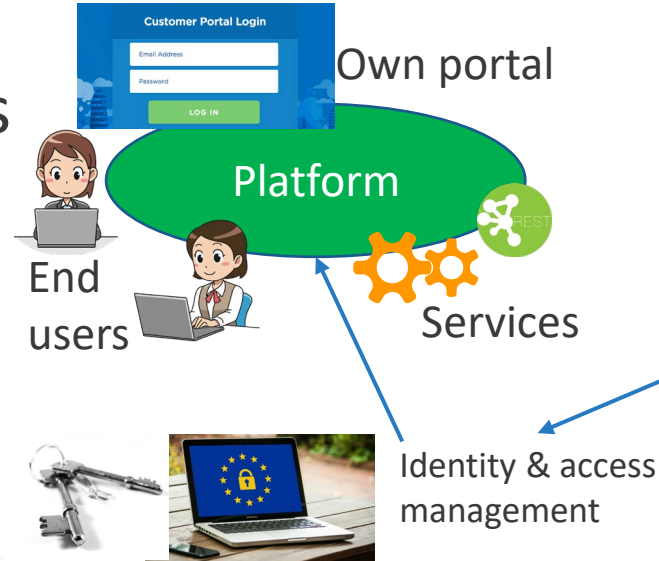 Customer Portal Login
Email Address
Password
LOG IN
Own portal
s
Platform
REST
End
users
Services
Identity & access
management